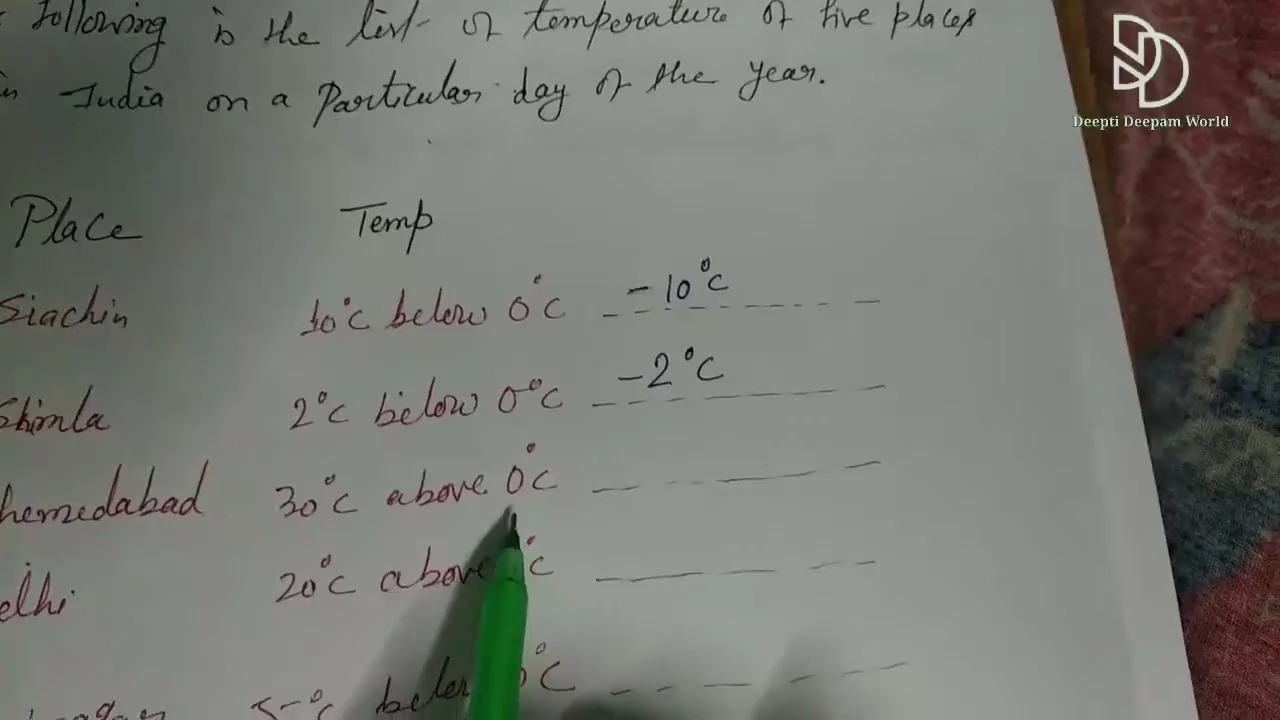 following is the list of temperature of five places
in India on a Particular day of the year.
Deepti Deepam World
Place Temp
Siachin 10°C below 0°C -10°C
Shimla 2°C below 0°C -2°C
hemedabad 30°C above 0°C
elhi 20°C above °C
5°C below °C